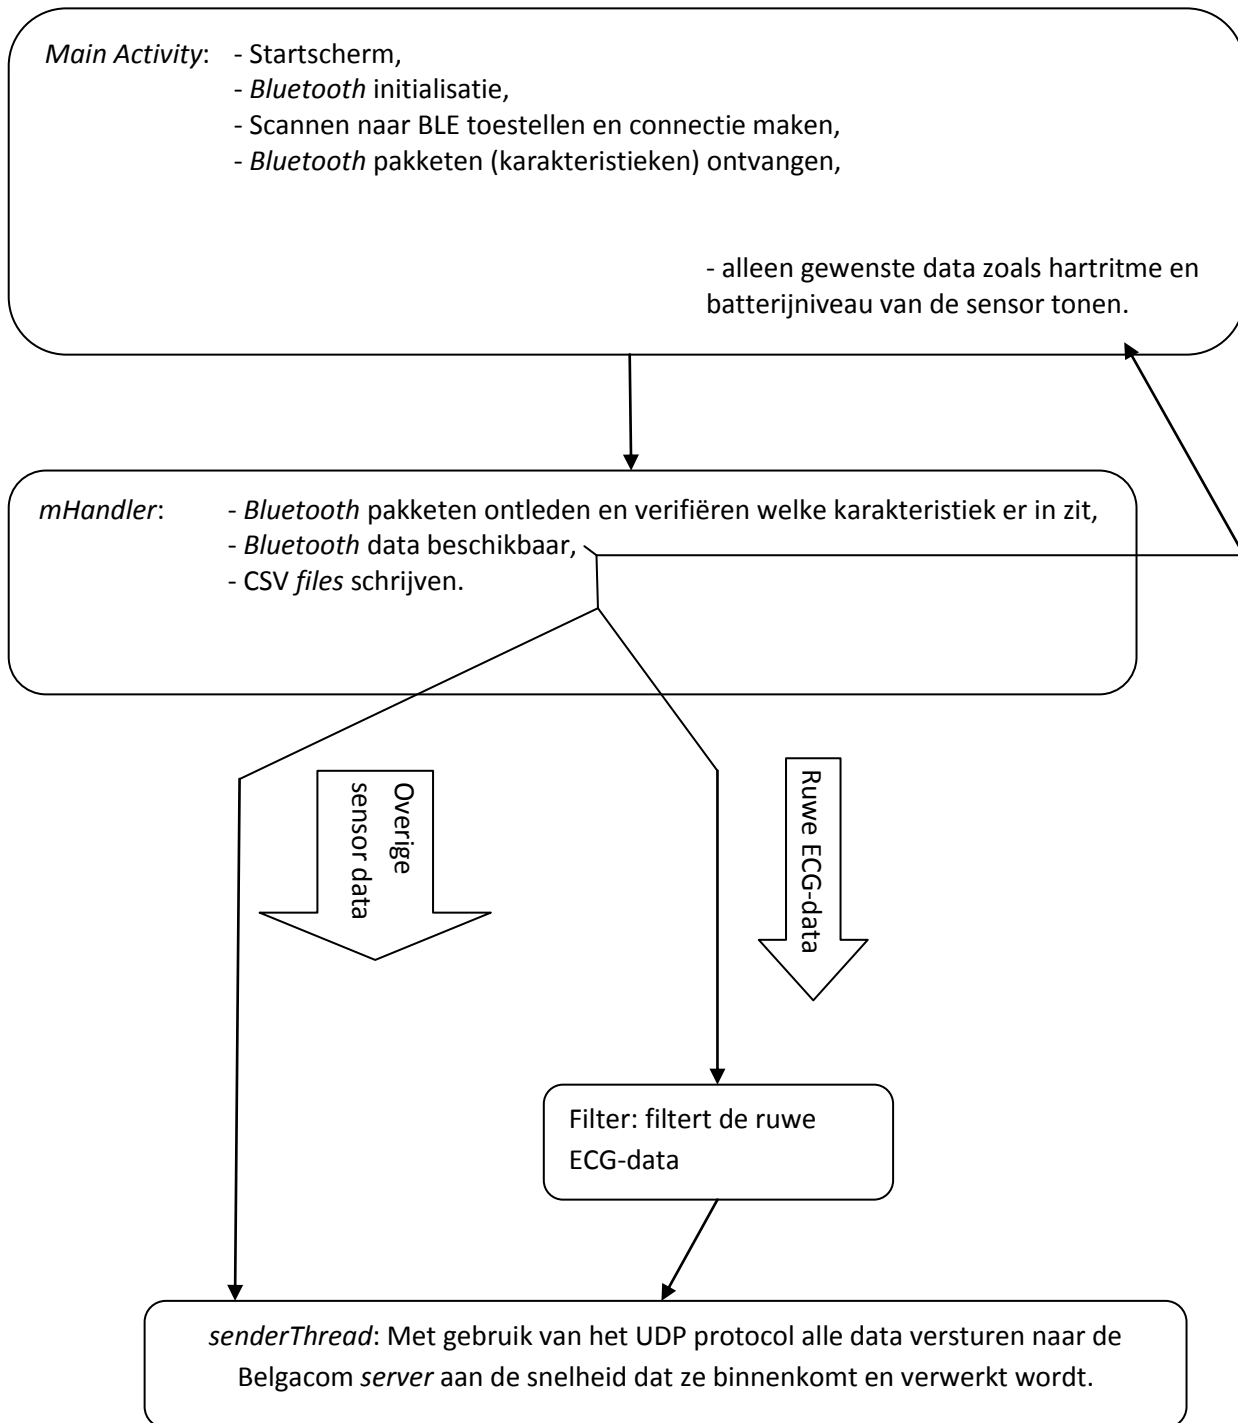 Main Activity: - Startscherm,
- Bluetooth initialisatie,
- Scannen naar BLE toestellen en connectie maken,
- Bluetooth pakketen (karakteristieken) ontvangen,
- alleen gewenste data zoals hartritme en
batterijniveau van de sensor tonen.
mHandler: - Bluetooth pakketen ontleden en verifiëren welke karakteristiek er in zit,
- Bluetooth data beschikbaar,
- CSV files schrijven.
Overige
sensor data
Ruwe ECG-data
Filter: filtert de ruwe
ECG-data
senderThread: Met gebruik van het UDP protocol alle data versturen naar de
Belgacom server aan de snelheid dat ze binnenkomt en verwerkt wordt.